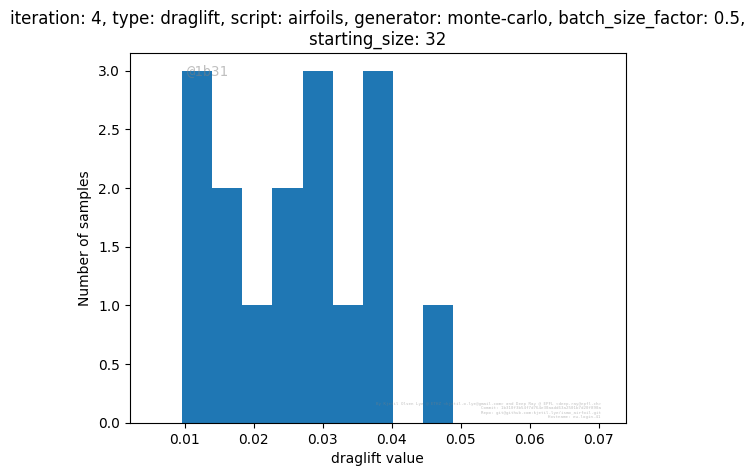 iteration: 4, type: draglift, script: airfoils, generator: monte-carlo, batch_size_factor: 0.5,
starting_size: 32
@1b31
3.0
2.5
2.0
1.5
1.0
0.5
0.0
Number of samples
0.01 0.02 0.03 0.04 0.05 0.06 0.07
draglift value